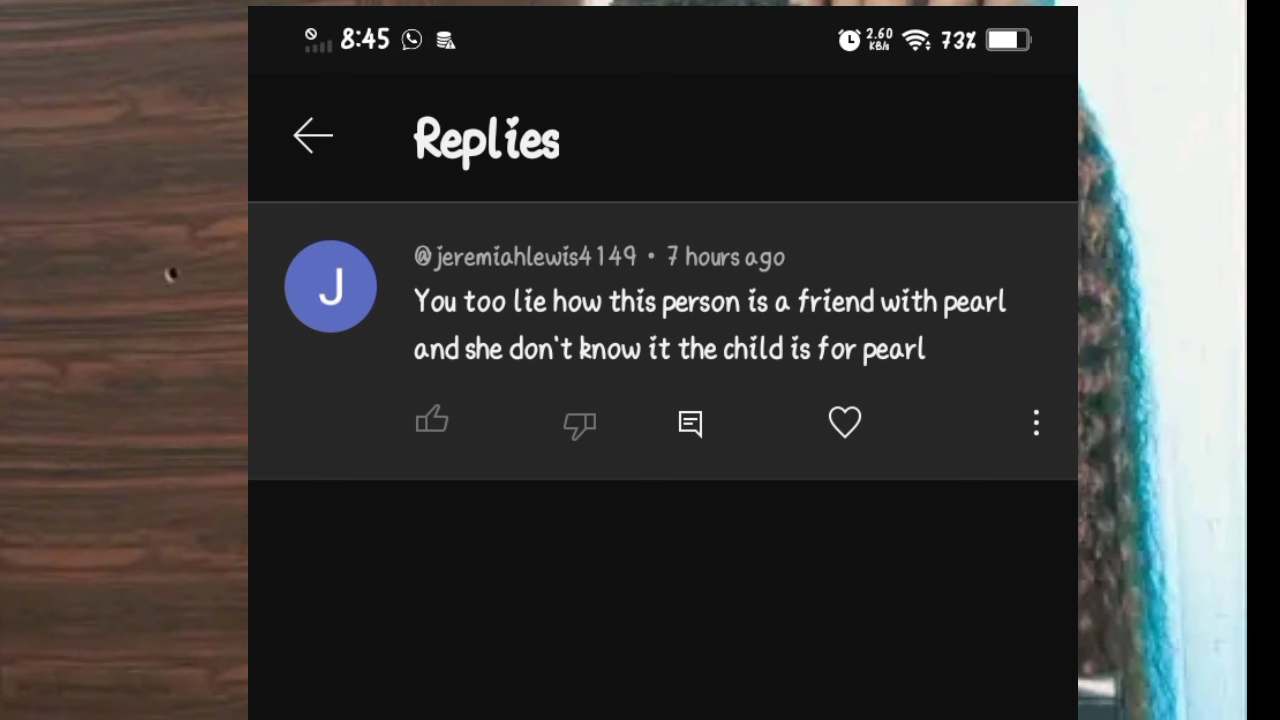 8:45 2.60 KB/s 73%
Replies
J
@jeremiahlewis4149 • 7 hours ago
You too lie how this person is a friend with pearl
and she don't know it the child is for pearl